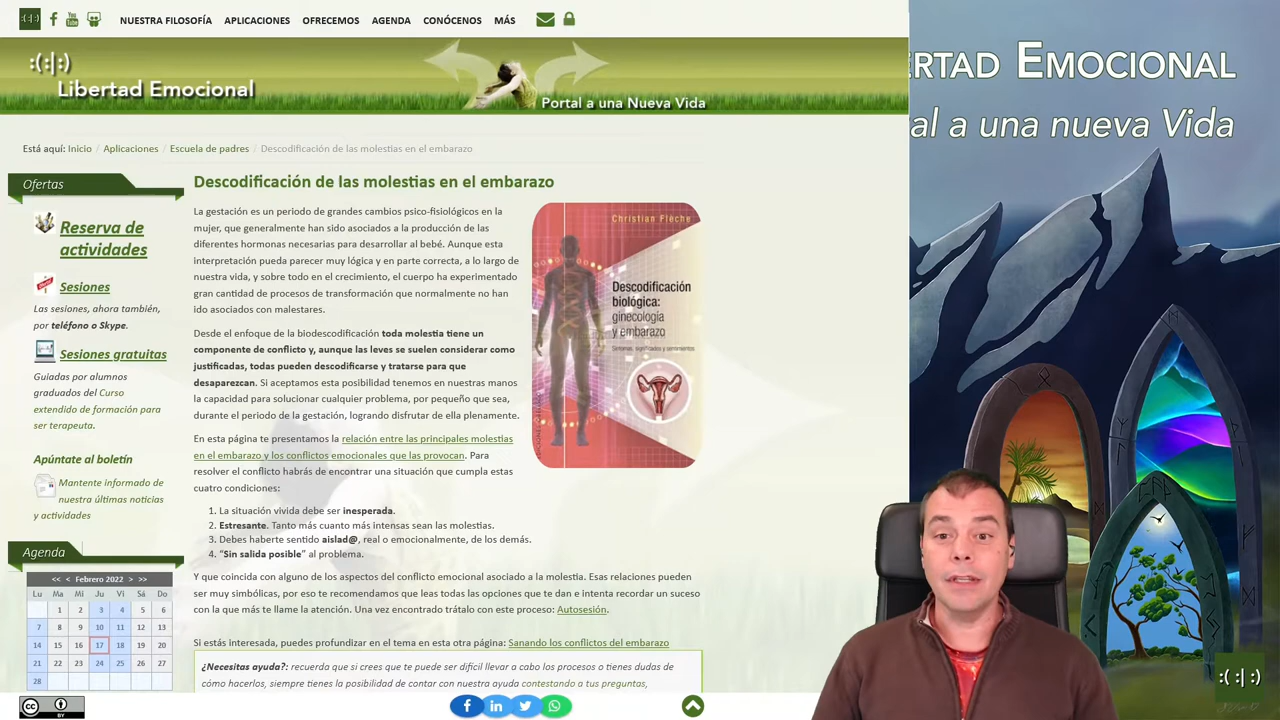 NUESTRA FILOSOFÍA APLICACIONES OFRECEMOS AGENDA CONÓCENOS MÁS
:(:|:)
Libertad Emocional
Portal a una Nueva Vida
ERTAD EMOCIONAL
al a una nueva Vida
Está aquí: Inicio / Aplicaciones / Escuela de padres / Descodificación de las molestias en el embarazo
Ofertas
Reserva de
actividades
Sesiones
Las sesiones, ahora también,
por teléfono o Skype.
Sesiones gratuitas
Guiadas por alumnos
graduados del Curso
extendido de formación para
ser terapeuta.
Apúntate al boletín
Mantente informado de
nuestra últimas noticias
y actividades
Agenda
<< < Febrero 2022 > >>
Lu Ma Mi Ju Vi Sá Do
1 2 3 4 5 6
7 8 9 10 11 12 13
14 15 16 17 18 19 20
21 22 23 24 25 26 27
28
Descodificación de las molestias en el embarazo
La gestación es un periodo de grandes cambios psico-fisiológicos en la
mujer, que generalmente han sido asociados a la producción de las
diferentes hormonas necesarias para desarrollar al bebé. Aunque esta
interpretación pueda parecer muy lógica y en parte correcta, a lo largo de
nuestra vida, y sobre todo en el crecimiento, el cuerpo ha experimentado
gran cantidad de procesos de transformación que normalmente no han
ido asociados con malestares.
Desde el enfoque de la biodescodificación toda molestia tiene un
componente de conflicto y, aunque las leves se suelen considerar como
justificadas, todas pueden descodificarse y tratarse para que
desaparezcan. Si aceptamos esta posibilidad tenemos en nuestras manos
la capacidad para solucionar cualquier problema, por pequeño que sea,
durante el periodo de la gestación, logrando disfrutar de ella plenamente.
En esta página te presentamos la relación entre las principales molestias
en el embarazo y los conflictos emocionales que las provocan. Para
resolver el conflicto habrás de encontrar una situación que cumpla estas
cuatro condiciones:
1. La situación vivida debe ser inesperada.
2. Estresante. Tanto más cuanto más intensas sean las molestias.
3. Debes haberte sentido aislad@, real o emocionalmente, de los demás.
4. “Sin salida posible” al problema.
Y que coincida con alguno de los aspectos del conflicto emocional asociado a la molestia. Esas relaciones pueden
ser muy simbólicas, por eso te recomendamos que leas todas las opciones que te dan e intenta recordar un suceso
con la que más te llame la atención. Una vez encontrado trátalo con este proceso: Autosesión.
Si estás interesada, puedes profundizar en el tema en esta otra página: Sanando los conflictos del embarazo
¿Necesitas ayuda?: recuerda que si crees que te puede ser difícil llevar a cabo los procesos o tienes dudas de
cómo hacerlos, siempre tienes la posibilidad de contar con nuestra ayuda contestando a tus preguntas,
Christian Flèche
Descodificación
biológica:
ginecología
y embarazo
Síntomas, significados y sentimientos
cc
BY
:(:|:)